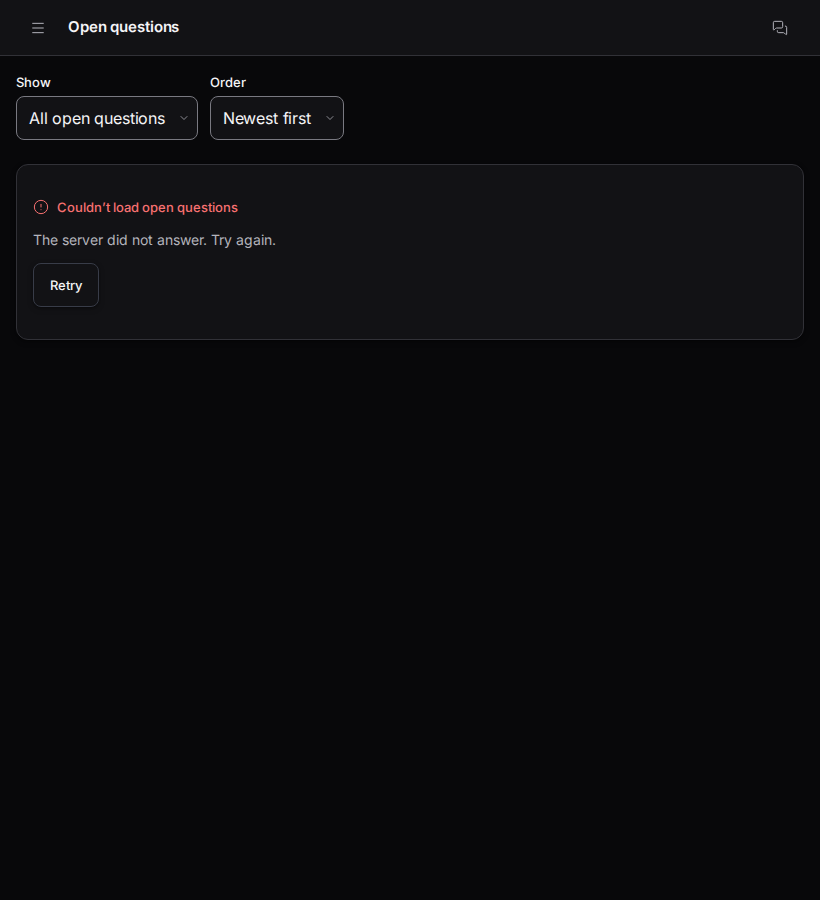 Open questions
Show
Order
All open questions
Newest first
Couldn’t load open questions
The server did not answer. Try again.
Retry